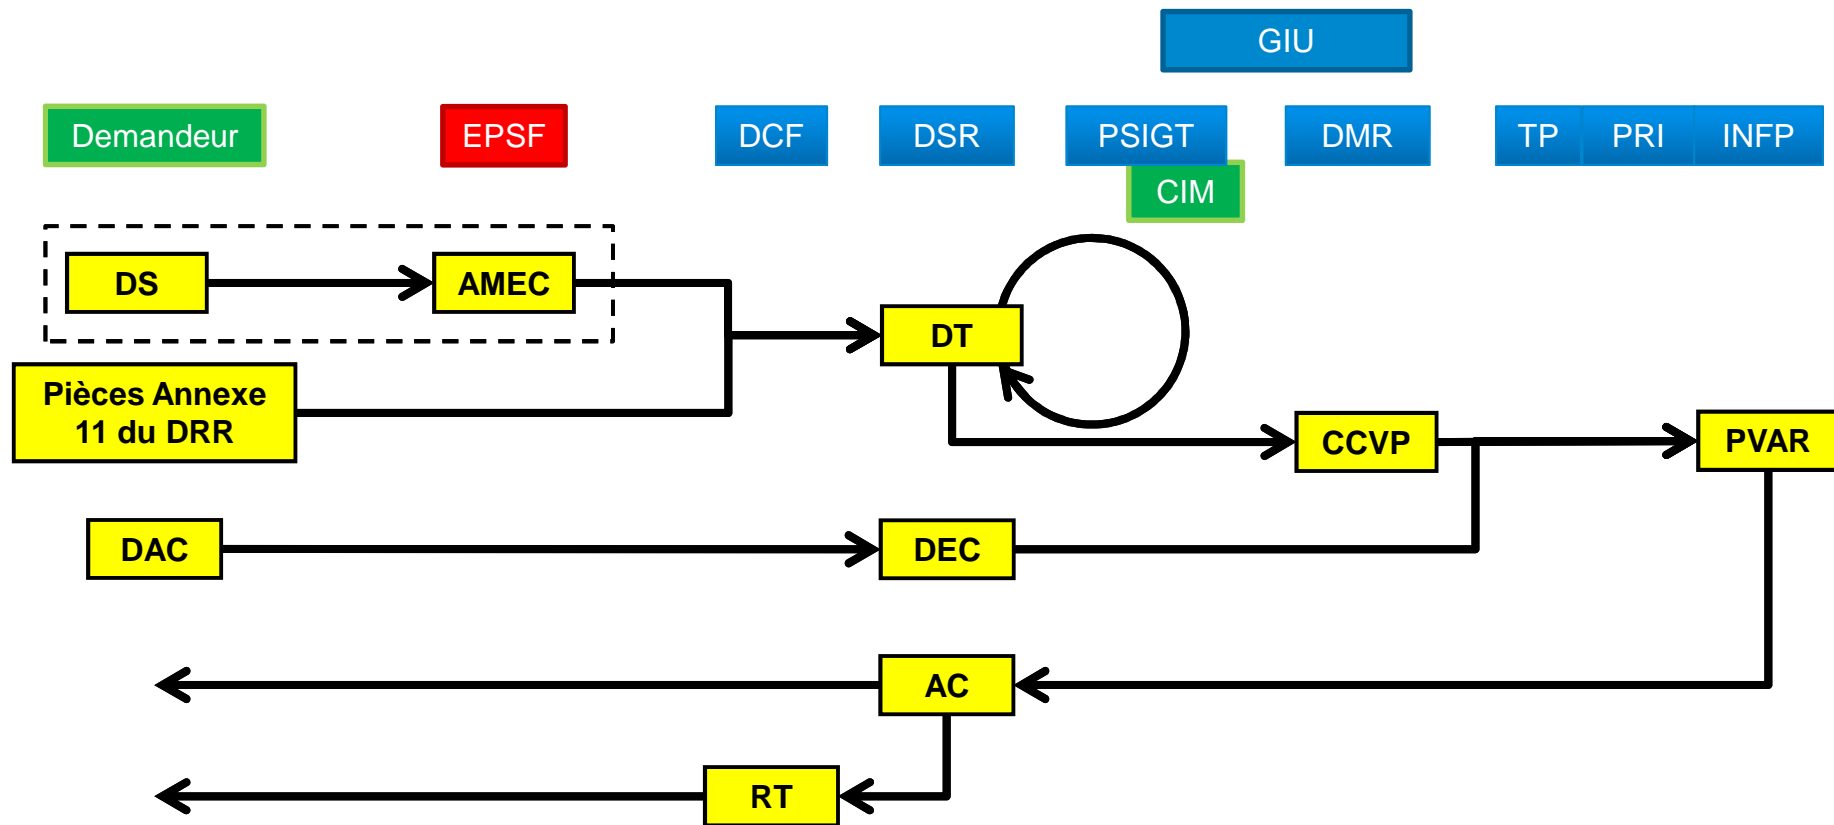 GIU
Demandeur
EPSF
DCF
DSR
PSIGT
DMR
TP
PRI
INFP
CIM
DS
AMEC
DT
Pièces Annexe
11 du DRR
CCVP
PVAR
DAC
DEC
AC
RT